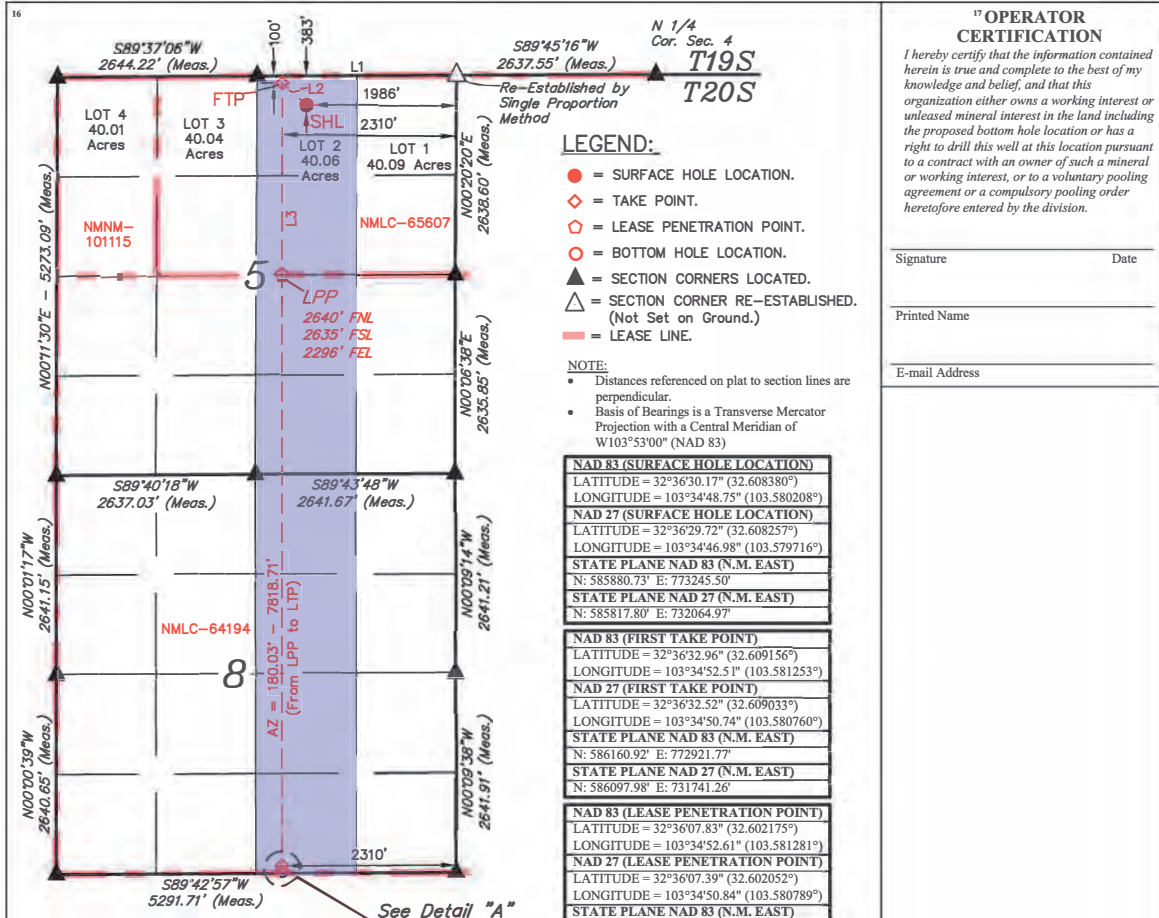 16
S89°37'06"W
2644.22' (Meas.)
100'
383'
L1
S89°45'16"W
2637.55' (Meas.)
N 1/4
Cor. Sec. 4
T19S
T20S
FTP
L2
1986'
SHL
2310'
Re-Established by
Single Proportion
Method
LOT 4
40.01
Acres
LOT 3
40.04
Acres
LOT 2
40.06
Acres
LOT 1
40.09 Acres
N00°20'20"E
2638.60' (Meas.)
L3
NMNM-
101115
NMLC-65607
N00°11'30"E - 5273.09' (Meas.)
5
LPP
2640' FNL
2635' FSL
2296' FEL
N00°06'38"E
2635.85' (Meas.)
S89°40'18"W
2637.03' (Meas.)
S89°43'48"W
2641.67' (Meas.)
N00°01'17"W
2641.15' (Meas.)
N00°09'14"W
2641.21' (Meas.)
NMLC-64194
AZ = 180.03° - 7818.71'
(From LPP to LTP)
8
N00°00'39"W
2640.65' (Meas.)
N00°09'38"W
2641.91' (Meas.)
2310'
S89°42'57"W
5291.71' (Meas.)
See Detail "A"
LEGEND:
= SURFACE HOLE LOCATION.
= TAKE POINT.
= LEASE PENETRATION POINT.
= BOTTOM HOLE LOCATION.
= SECTION CORNERS LOCATED.
= SECTION CORNER RE-ESTABLISHED.
(Not Set on Ground.)
= LEASE LINE.
NOTE:
• Distances referenced on plat to section lines are
perpendicular.
• Basis of Bearings is a Transverse Mercator
Projection with a Central Meridian of
W103°53'00" (NAD 83)
NAD 83 (SURFACE HOLE LOCATION)
LATITUDE = 32°36'30.17" (32.608380°)
LONGITUDE = 103°34'48.75" (103.580208°)
NAD 27 (SURFACE HOLE LOCATION)
LATITUDE = 32°36'29.72" (32.608257°)
LONGITUDE = 103°34'46.98" (103.579716°)
STATE PLANE NAD 83 (N.M. EAST)
N: 585880.73' E: 773245.50'
STATE PLANE NAD 27 (N.M. EAST)
N: 585817.80' E: 732064.97'
NAD 83 (FIRST TAKE POINT)
LATITUDE = 32°36'32.96" (32.609156°)
LONGITUDE = 103°34'52.51" (103.581253°)
NAD 27 (FIRST TAKE POINT)
LATITUDE = 32°36'32.52" (32.609033°)
LONGITUDE = 103°34'50.74" (103.580760°)
STATE PLANE NAD 83 (N.M. EAST)
N: 586160.92' E: 772921.77'
STATE PLANE NAD 27 (N.M. EAST)
N: 586097.98' E: 731741.26'
NAD 83 (LEASE PENETRATION POINT)
LATITUDE = 32°36'07.83" (32.602175°)
LONGITUDE = 103°34'52.61" (103.581281°)
NAD 27 (LEASE PENETRATION POINT)
LATITUDE = 32°36'07.39" (32.602052°)
LONGITUDE = 103°34'50.84" (103.580789°)
STATE PLANE NAD 83 (N.M. EAST)
17 OPERATOR
CERTIFICATION
I hereby certify that the information contained
herein is true and complete to the best of my
knowledge and belief, and that this
organization either owns a working interest or
unleased mineral interest in the land including
the proposed bottom hole location or has a
right to drill this well at this location pursuant
to a contract with an owner of such a mineral
or working interest, or to a voluntary pooling
agreement or a compulsory pooling order
heretofore entered by the division.
Signature Date
Printed Name
E-mail Address